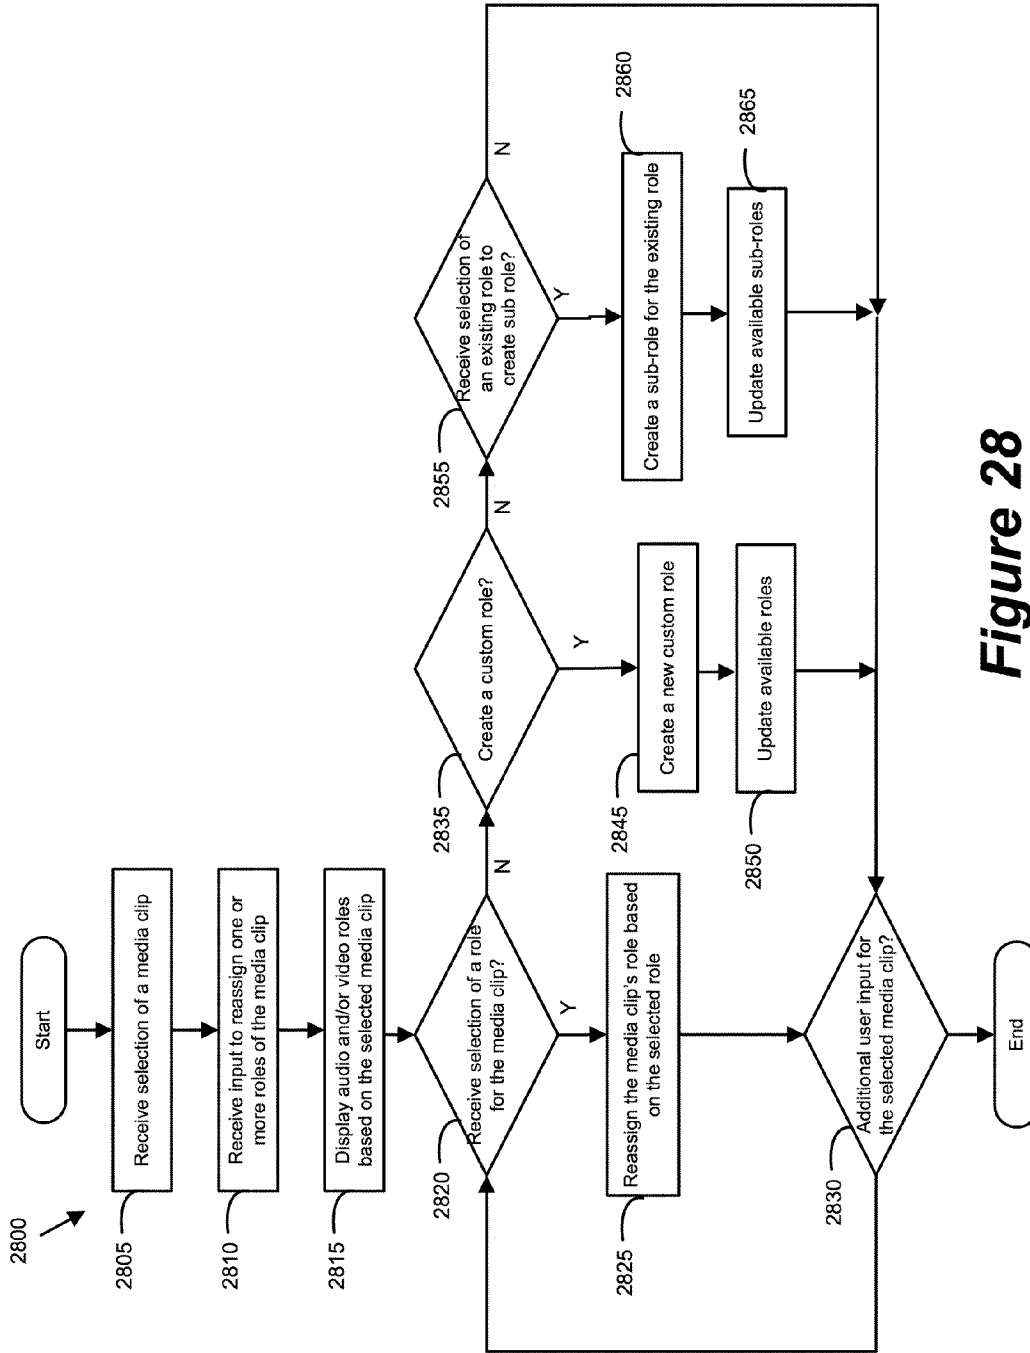 2800
Start
2805
Receive selection of a media clip
2810
Receive input to reassign one or
more roles of the media clip
2815
Display audio and/or video roles
based on the selected media clip
2820
Receive selection of a role
for the media clip?
N
Y
2825
Reassign the media clip's role based
on the selected role
2835
Create a custom role?
N
Y
2845
Create a new custom role
2850
Update available roles
2855
Receive selection of
an existing role to
create sub role?
N
Y
2860
Create a sub-role for the existing role
2865
Update available sub-roles
2830
Additional user input for
the selected media clip?
End
Figure 28